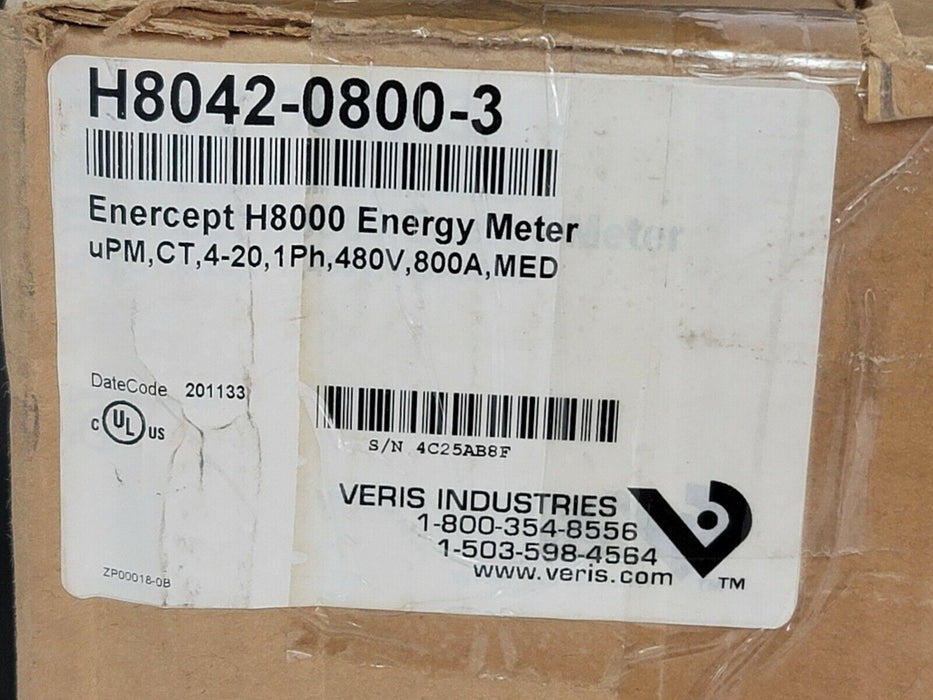 H8042-0800-3
Enercept H8000 Energy Meter
uPM,CT,4-20,1Ph,480V,800A,MED
DateCode 201133
C UL US
S/N 4C25AB8F
VERIS INDUSTRIES
1-800-354-8556
1-503-598-4564
www.veris.com
TM
ZP00018-0B